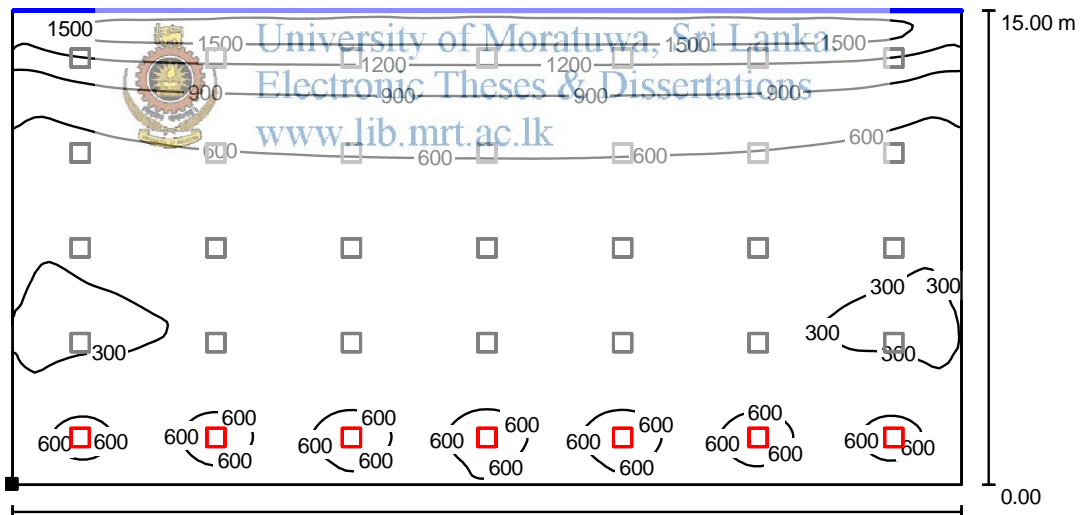 15.00 m
1500
University of Moratuwa, Sri Lanka.
1500 1500 1500
1200 1200
Electronic Theses & Dissertations
900 900 900 900
www.lib.mrt.ac.lk
600 600 600 600
300 300
300 300 300
600 600 600 600 600
600 600 600 600 600 600 600 600 600
600 600 600 600 600 600
0.00